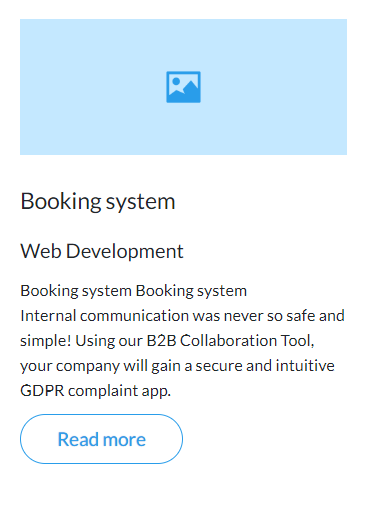 Booking system
Web Development
Booking system Booking system
Internal communication was never so safe and
simple! Using our B2B Collaboration Tool,
your company will gain a secure and intuitive
GDPR complaint app.
Read more